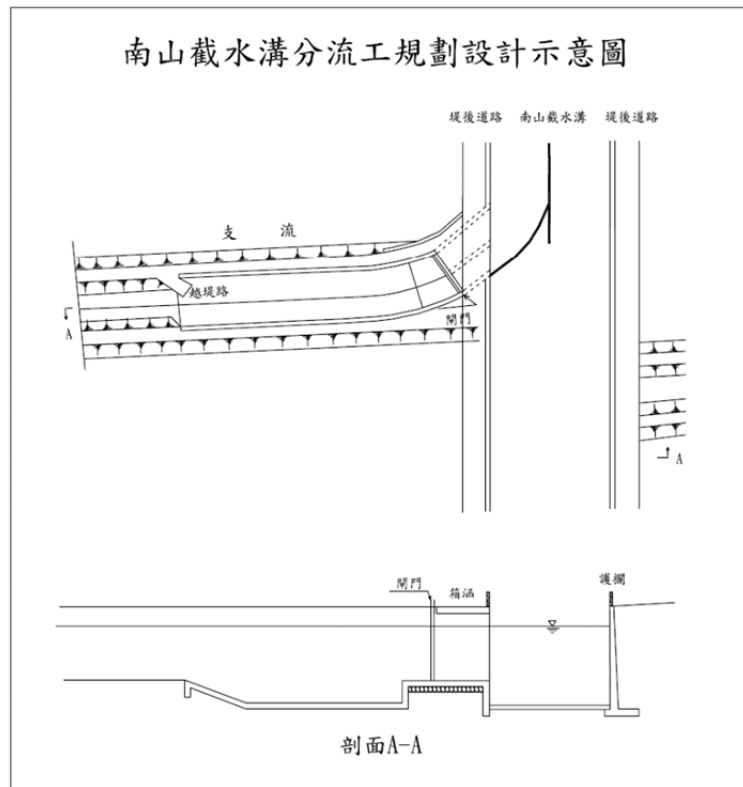 南山截水溝分流工規劃設計示意圖
堤後道路 南山截水溝 堤後道路
支 流
越堤路
A
閘門
A
閘門 箱涵 護欄
剖面A-A